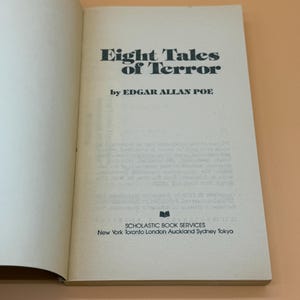 Eight Tales
of Terror
by EDGAR ALLAN POE
SCHOLASTIC BOOK SERVICES
New York Toronto London Auckland Sydney Tokyo